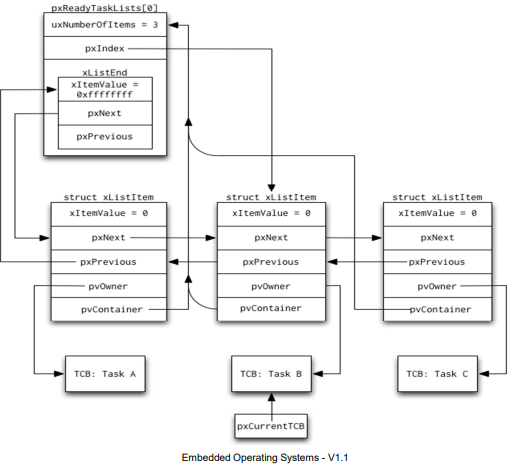 pxReadyTaskLists[0]
uxNumberOfItems = 3
pxIndex
xListEnd
xItemValue =
0xffffffff
pxNext
pxPrevious
struct xListItem
xItemValue = 0
pxNext
pxPrevious
pvOwner
pvContainer
struct xListItem
xItemValue = 0
pxNext
pxPrevious
pvOwner
pvContainer
struct xListItem
xItemValue = 0
pxNext
pxPrevious
pvOwner
pvContainer
TCB: Task A
TCB: Task B
TCB: Task C
pxCurrentTCB
Embedded Operating Systems - V1.1